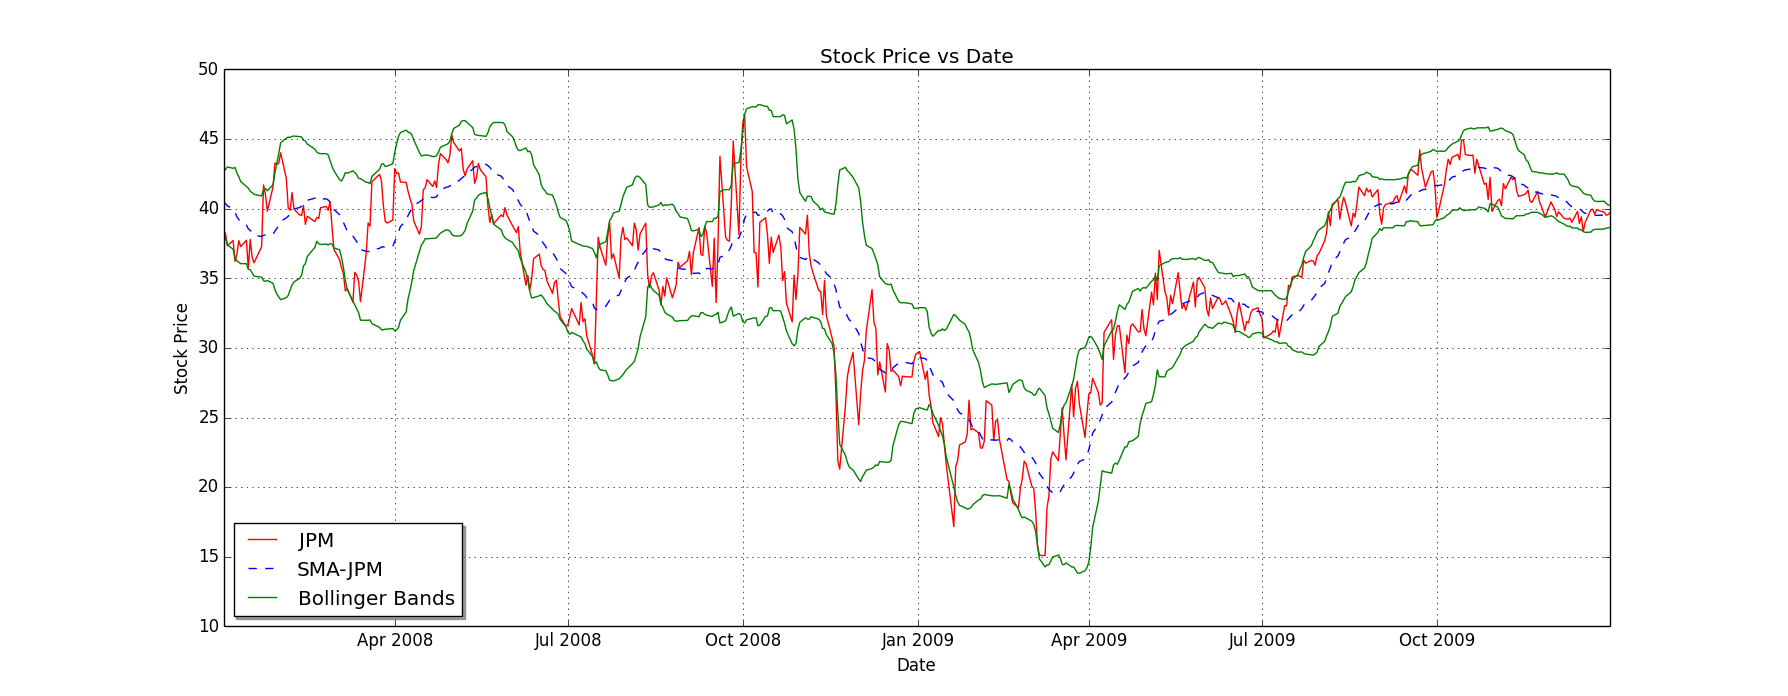 Stock Price vs Date
50
45
40
35
30
25
20
15
10
Stock Price
JPM
SMA-JPM
Bollinger Bands
Apr 2008
Jul 2008
Oct 2008
Jan 2009
Apr 2009
Jul 2009
Oct 2009
Date